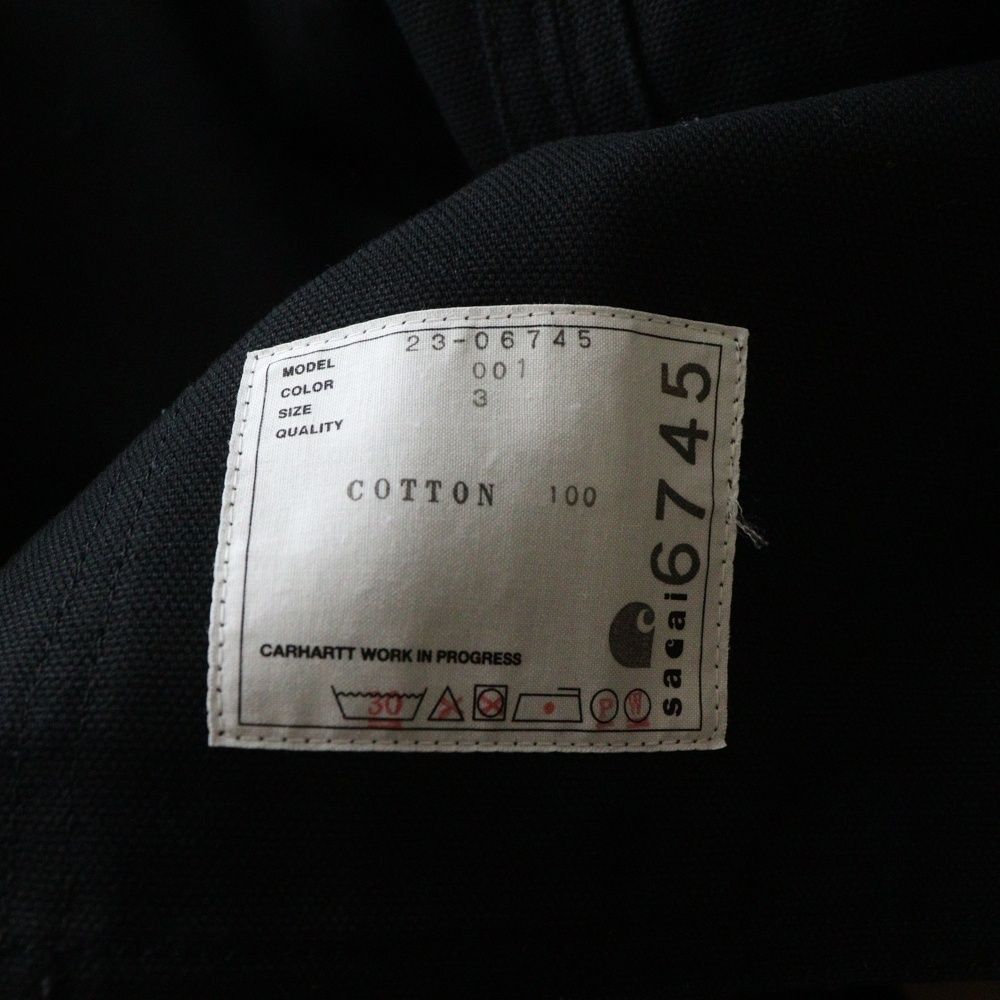 23-06745
MODEL
001
COLOR
3
SIZE
QUALITY
COTTON 100
CARHARTT WORK IN PROGRESS
30
P
W
sacai 6745